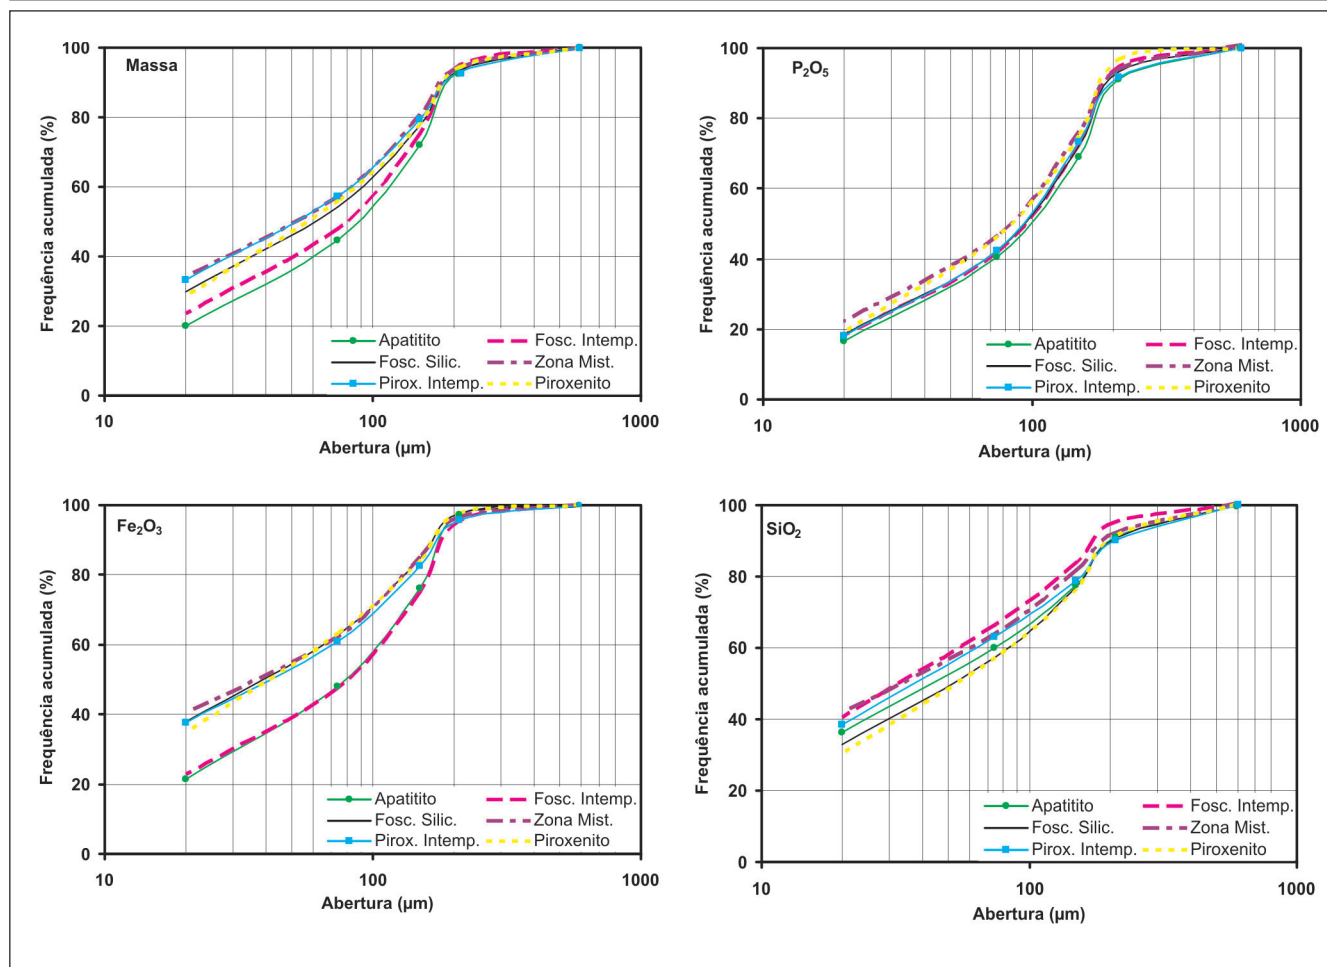 Massa
Frequência acumulada (%)
100
80
60
40
20
0
Apatitito
Fosc. Intemp.
Fosc. Silic.
Zona Mist.
Pirox. Intemp.
Piroxenito
10
100
1000
Abertura (µm)
P2O5
Frequência acumulada (%)
100
80
60
40
20
0
Apatitito
Fosc. Intemp.
Fosc. Silic.
Zona Mist.
Pirox. Intemp.
Piroxenito
10
100
1000
Abertura (µm)
Fe2O3
Frequência acumulada (%)
100
80
60
40
20
0
Apatitito
Fosc. Intemp.
Fosc. Silic.
Zona Mist.
Pirox. Intemp.
Piroxenito
10
100
1000
Abertura (µm)
SiO2
Frequência acumulada (%)
100
80
60
40
20
0
Apatitito
Fosc. Intemp.
Fosc. Silic.
Zona Mist.
Pirox. Intemp.
Piroxenito
10
100
1000
Abertura (µm)